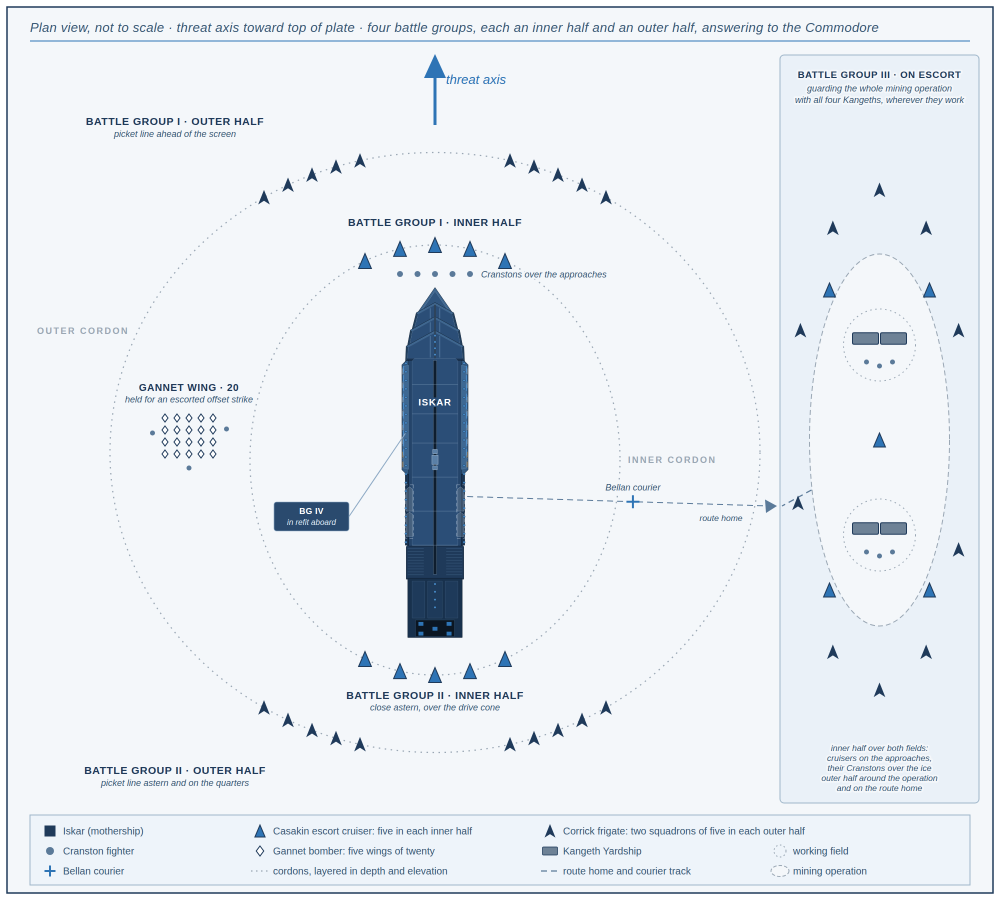 Plan view, not to scale · threat axis toward top of plate · four battle groups, each an inner half and an outer half, answering to the Commodore
threat axis
BATTLE GROUP III · ON ESCORT
guarding the whole mining operation
with all four Kangeths, wherever they work
BATTLE GROUP I · OUTER HALF
picket line ahead of the screen
BATTLE GROUP I · INNER HALF
Cranstons over the approaches
OUTER CORDON
GANNET WING · 20
held for an escorted offset strike
ISKAR
INNER CORDON
Bellan courier
route home
BG IV
in refit aboard
BATTLE GROUP II · INNER HALF
close astern, over the drive cone
BATTLE GROUP II · OUTER HALF
picket line astern and on the quarters
inner half over both fields:
cruisers on the approaches,
their Cranstons over the ice
outer half around the operation
and on the route home
Iskar (mothership)
Casakin escort cruiser: five in each inner half
Corrick frigate: two squadrons of five in each outer half
Cranston fighter
Gannet bomber: five wings of twenty
Kangeth Yardship
working field
Bellan courier
cordons, layered in depth and elevation
route home and courier track
mining operation